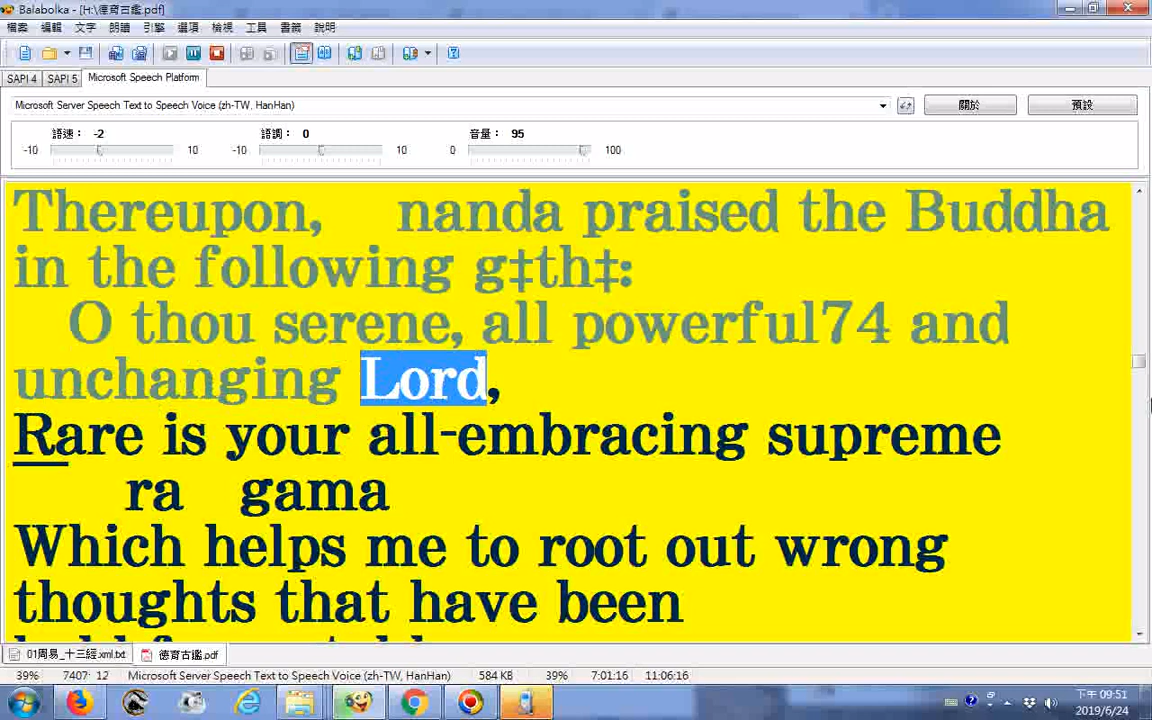 Balabolka - [H:\德育古鑑.pdf]
檔案 編輯 文字 朗讀 引擎 選項 檢視 工具 書籤 說明
SAPI 4 SAPI 5 Microsoft Speech Platform
Microsoft Server Speech Text to Speech Voice (zh-TW, HanHan) 關於 預設
語速： -2 語調： 0 音量： 95
-10 10 -10 10 0 100
Thereupon, nanda praised the Buddha
in the following g‡th‡:
O thou serene, all powerful74 and
unchanging Lord,
Rare is your all-embracing supreme
ra gama
Which helps me to root out wrong
thoughts that have been
01周易_十三經.xml.txt 德育古鑑.pdf
39% 7407: 12 Microsoft Server Speech Text to Speech Voice (zh-TW, HanHan) 584 KB 39% 7:01:16 11:06:16
下午 09:51
2019/6/24